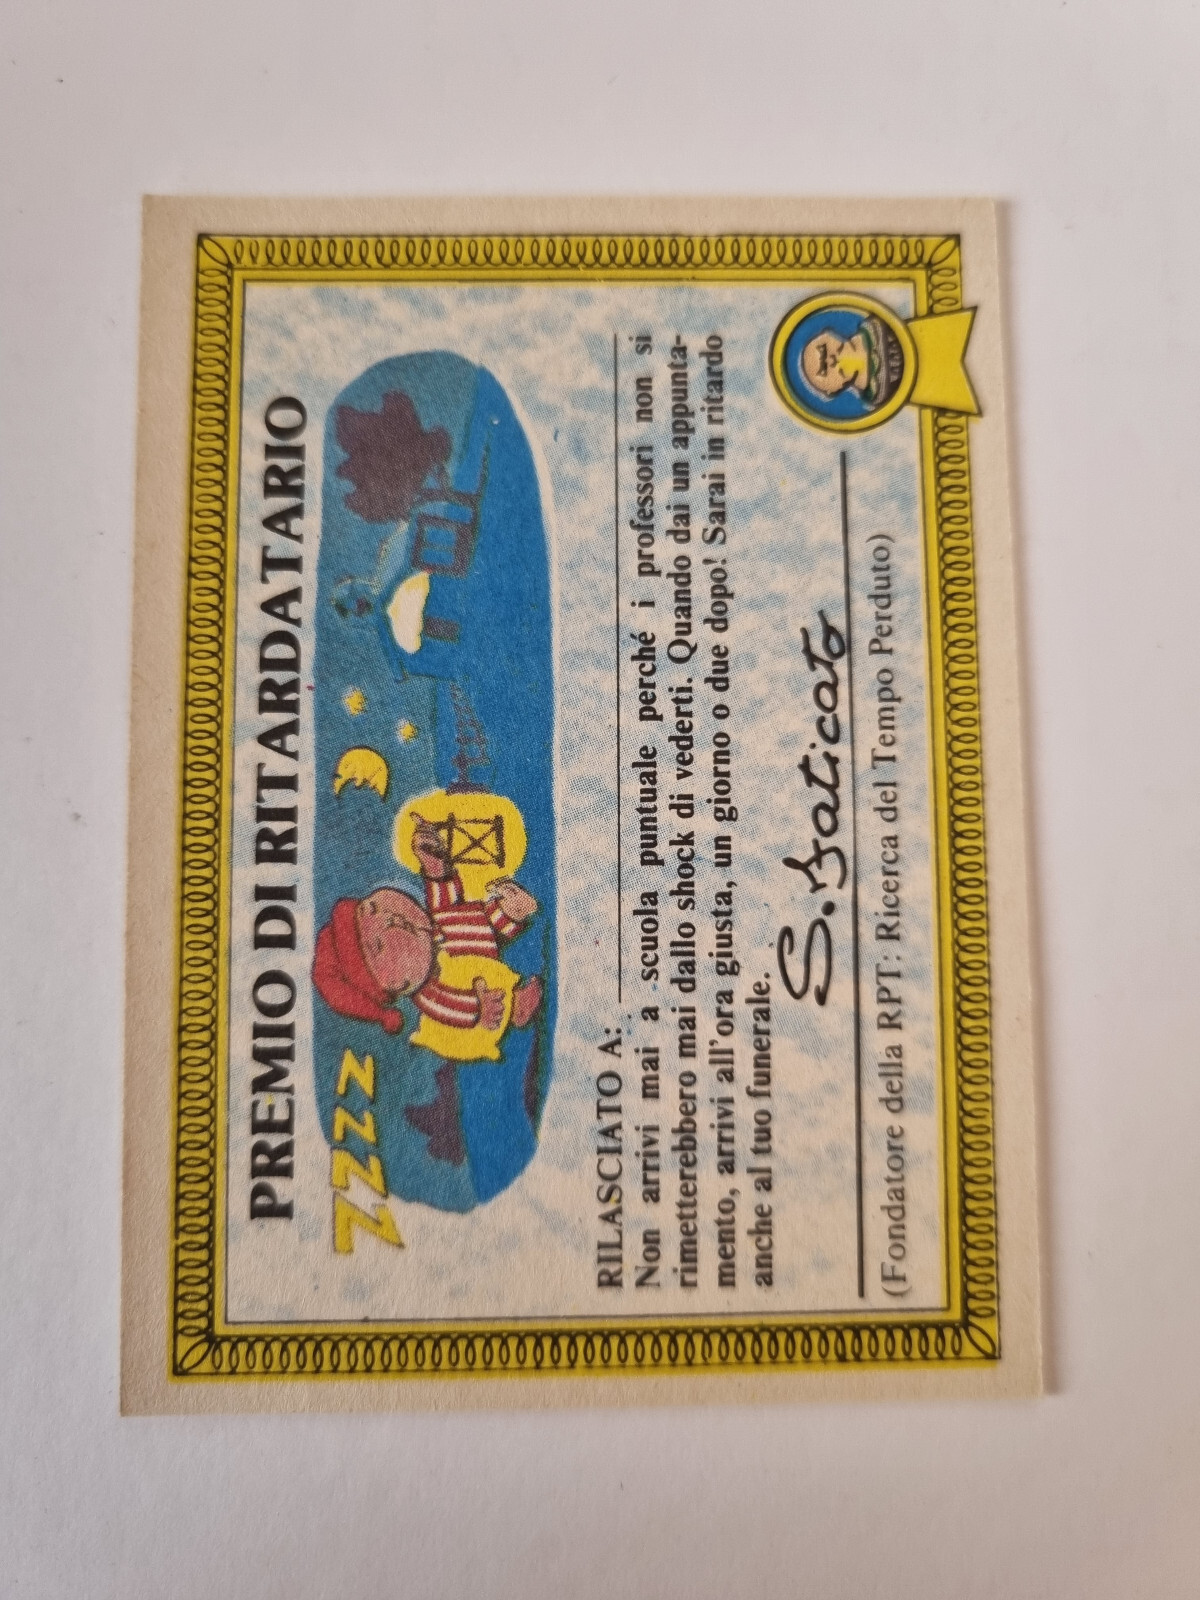 PREMIO DI RITARDATARIO
ZZZZ
RILASCIATO A:
Non arrivi mai a scuola puntuale perché i professori non si
rimetterebbero mai dallo shock di vederti. Quando dai un appunta-
mento, arrivi all'ora giusta, un giorno o due dopo! Sarai in ritardo
anche al tuo funerale.
S. Faticato
(Fondatore della RPT: Ricerca del Tempo Perduto)